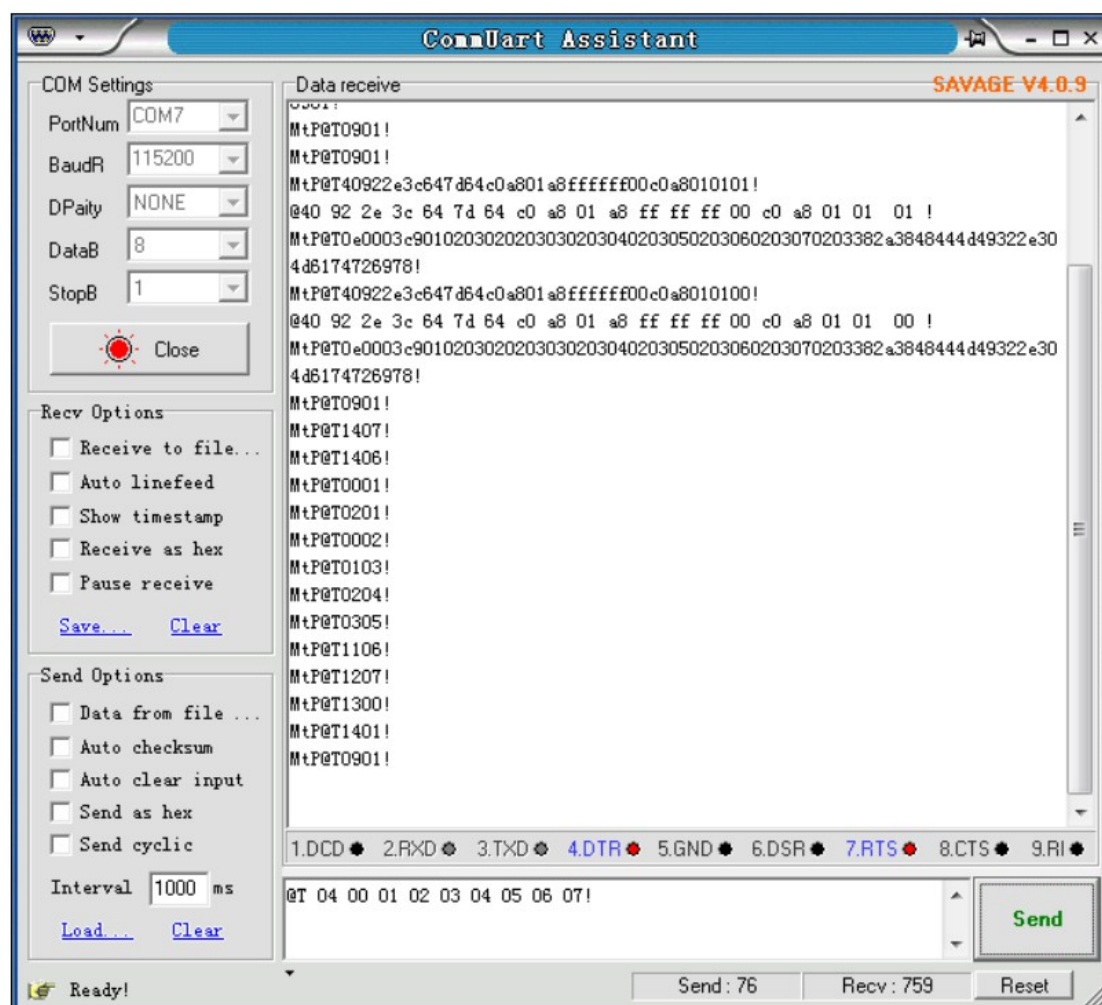 CommUart Assistant
COM Settings
PortNum COM7
BaudR 115200
DPaity NONE
DataB 8
StopB 1
Close
Recv Options
Receive to file...
Auto linefeed
Show timestamp
Receive as hex
Pause receive
Save... Clear
Send Options
Data from file ...
Auto checksum
Auto clear input
Send as hex
Send cyclic
Interval 1000 ms
Load... Clear
Ready!
Data receive
SAVAGE V4.0.9
MtP@T0901!
MtP@T0901!
MtP@T40922e3c647d64c0a801a8ffffff00c0a8010101!
@40 92 2e 3c 64 7d 64 c0 a8 01 a8 ff ff ff 00 c0 a8 01 01 01 !
MtP@T0e0003c901020302020303020304020305020306020307020338​2a3848444d49322e30
4d6174726978!
MtP@T40922e3c647d64c0a801a8ffffff00c0a8010100!
@40 92 2e 3c 64 7d 64 c0 a8 01 a8 ff ff ff 00 c0 a8 01 01 00 !
MtP@T0e0003c9010203020203030203040203050203060203070203382a3848444d49322e30
4d6174726978!
MtP@T0901!
MtP@T1407!
MtP@T1406!
MtP@T0001!
MtP@T0201!
MtP@T0002!
MtP@T0103!
MtP@T0204!
MtP@T0305!
MtP@T1106!
MtP@T1207!
MtP@T1300!
MtP@T1401!
MtP@T0901!
1.DCD 2.RXD 3.TXD 4.DTR 5.GND 6.DSR 7.RTS 8.CTS 9.RI
@T 04 00 01 02 03 04 05 06 07!
Send
Send : 76 Recv : 759 Reset